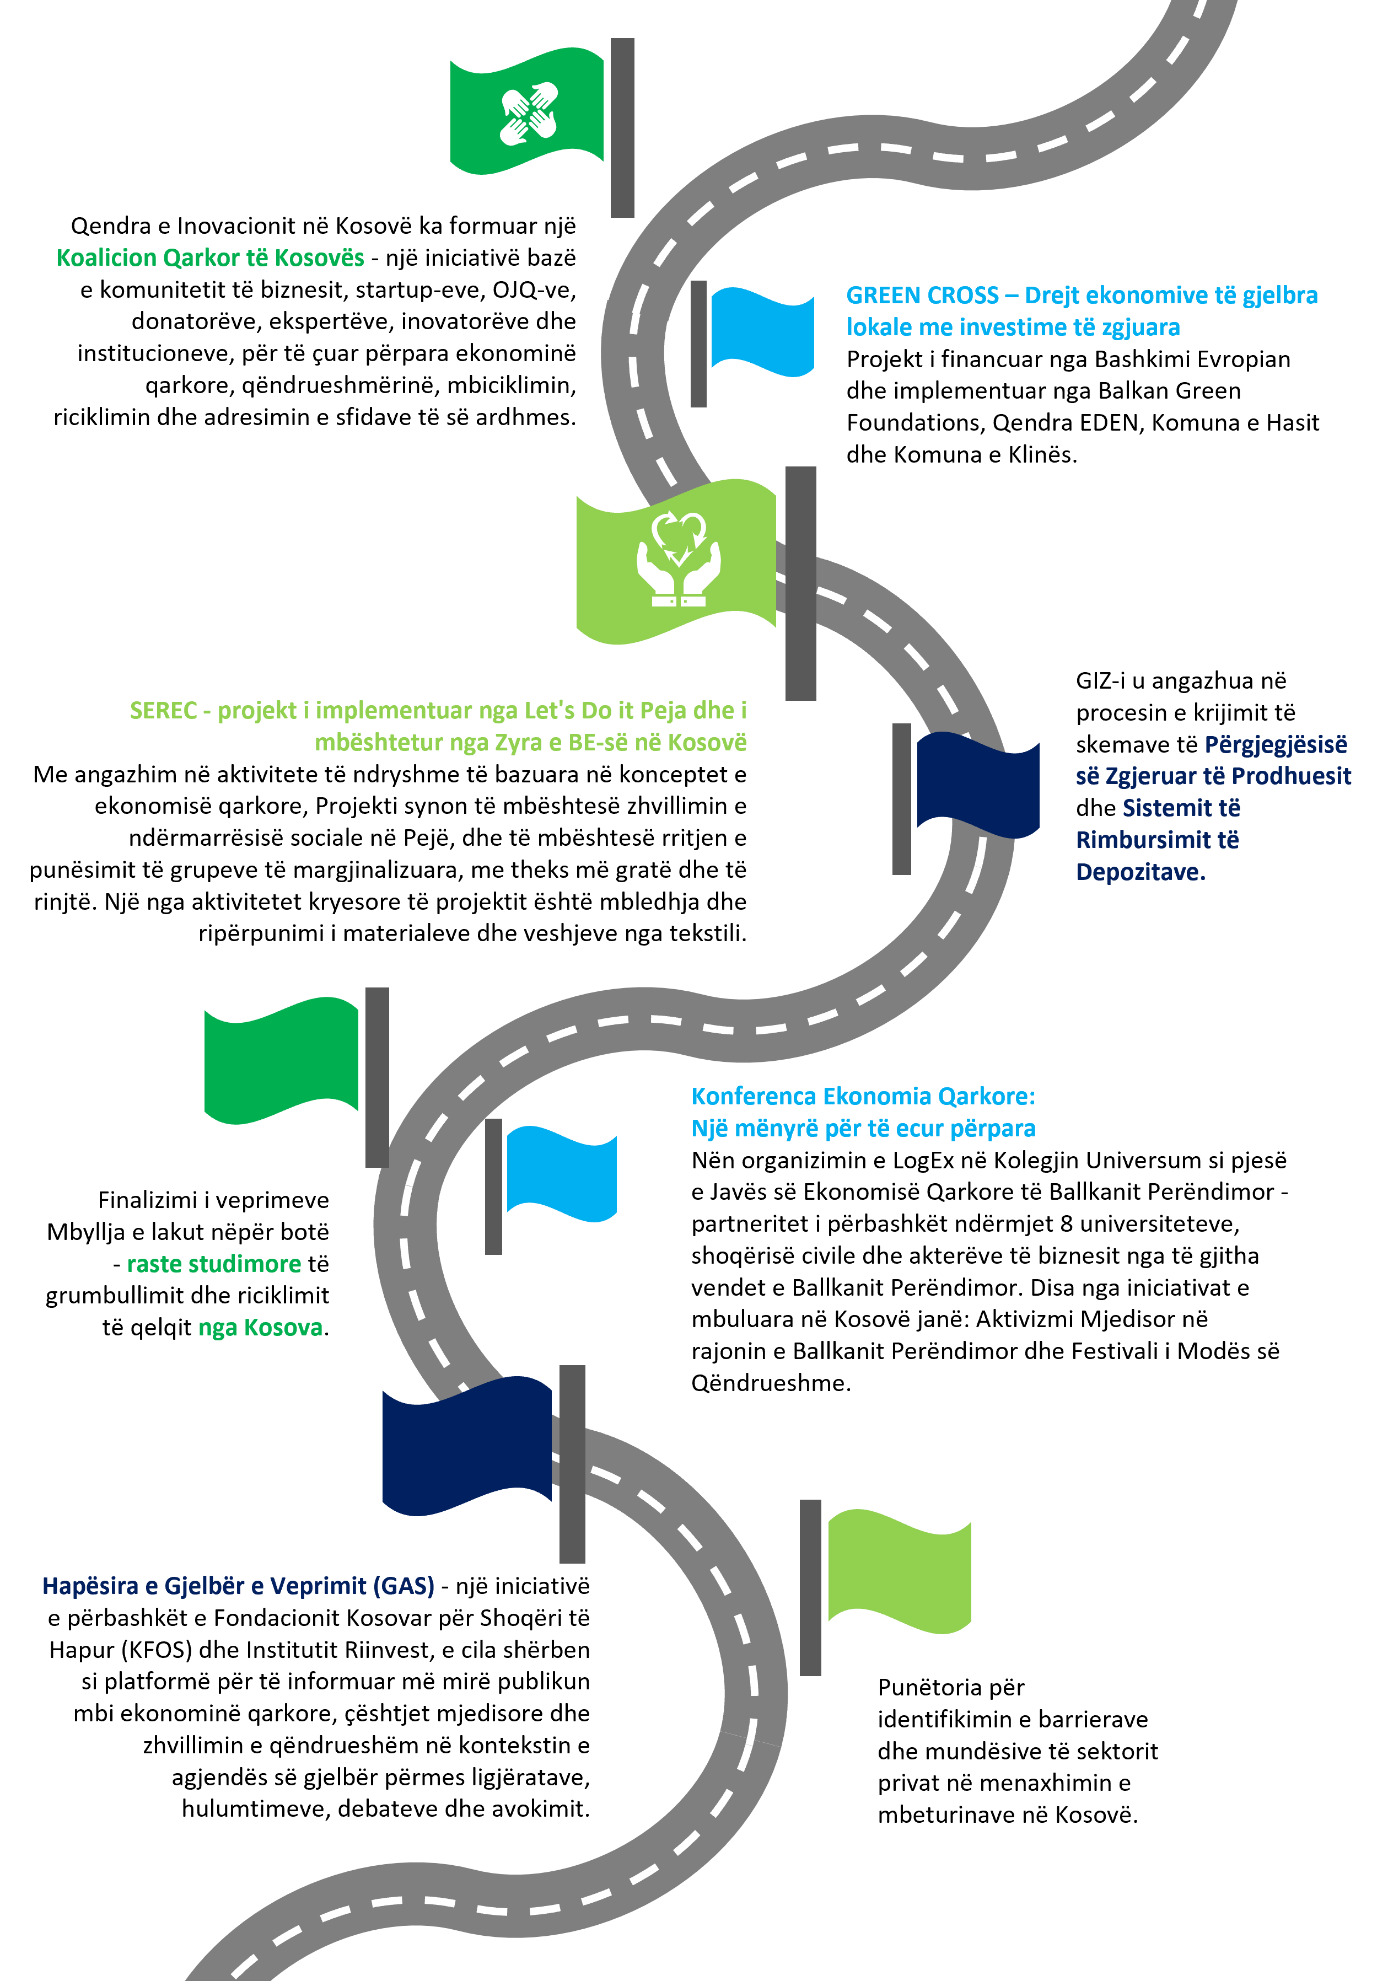 Qendra e Inovacionit në Kosovë ka formuar një
Koalicion Qarkor të Kosovës - një iniciativë bazë
e komunitetit të biznesit, startup-eve, OJQ-ve,
donatorëve, ekspertëve, inovatorëve dhe
institucioneve, për të çuar përpara ekonominë
qarkore, qëndrueshmërinë, mbiciklimin,
riciklimin dhe adresimin e sfidave të së ardhmes.
GREEN CROSS – Drejt ekonomive të gjelbra
lokale me investime të zgjuara
Projekt i financuar nga Bashkimi Evropian
dhe implementuar nga Balkan Green
Foundations, Qendra EDEN, Komuna e Hasit
dhe Komuna e Klinës.
SEREC - projekt i implementuar nga Let's Do it Peja dhe i
mbështetur nga Zyra e BE-së në Kosovë
Me angazhim në aktivitete të ndryshme të bazuara në konceptet e
ekonomisë qarkore, Projekti synon të mbështesë zhvillimin e
ndërmarrësisë sociale në Pejë, dhe të mbështesë rritjen e
punësimit të grupeve të margjinalizuara, me theks më gratë dhe të
rinjtë. Një nga aktivitetet kryesore të projektit është mbledhja dhe
ripërpunimi i materialeve dhe veshjeve nga tekstili.
GIZ-i u angazhua në
procesin e krijimit të
skemave të Përgjegjësisë
së Zgjeruar të Prodhuesit
dhe Sistemit të
Rimbursimit të
Depozitave.
Finalizimi i veprimeve
Mbyllja e lakut nëpër botë
- raste studimore të
grumbullimit dhe riciklimit
të qelqit nga Kosova.
Konferenca Ekonomia Qarkore:
Një mënyrë për të ecur përpara
Nën organizimin e LogEx në Kolegjin Universum si pjesë
e Javës së Ekonomisë Qarkore të Ballkanit Perëndimor -
partneritet i përbashkët ndërmjet 8 universiteteve,
shoqërisë civile dhe akterëve të biznesit nga të gjitha
vendet e Ballkanit Perëndimor. Disa nga iniciativat e
mbuluara në Kosovë janë: Aktivizmi Mjedisor në
rajonin e Ballkanit Perëndimor dhe Festivali i Modës së
Qëndrueshme.
Hapësira e Gjelbër e Veprimit (GAS) - një iniciativë
e përbashkët e Fondacionit Kosovar për Shoqëri të
Hapur (KFOS) dhe Institutit Riinvest, e cila shërben
si platformë për të informuar më mirë publikun
mbi ekonominë qarkore, çështjet mjedisore dhe
zhvillimin e qëndrueshëm në kontekstin e
agjendës së gjelbër përmes ligjëratave,
hulumtimeve, debateve dhe avokimit.
Punëtoria për
identifikimin e barrierave
dhe mundësive të sektorit
privat në menaxhimin e
mbeturinave në Kosovë.